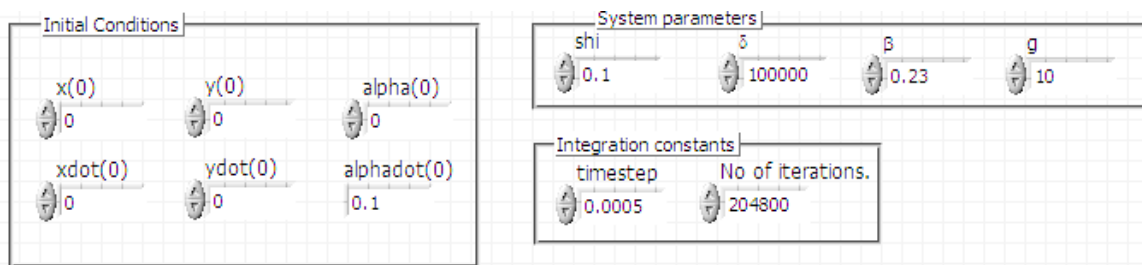 Initial Conditions
x(0)
0
y(0)
0
alpha(0)
0
xdot(0)
0
ydot(0)
0
alphadot(0)
0.1
System parameters
shi
0.1
δ
100000
β
0.23
g
10
Integration constants
timestep
0.0005
No of iterations.
204800